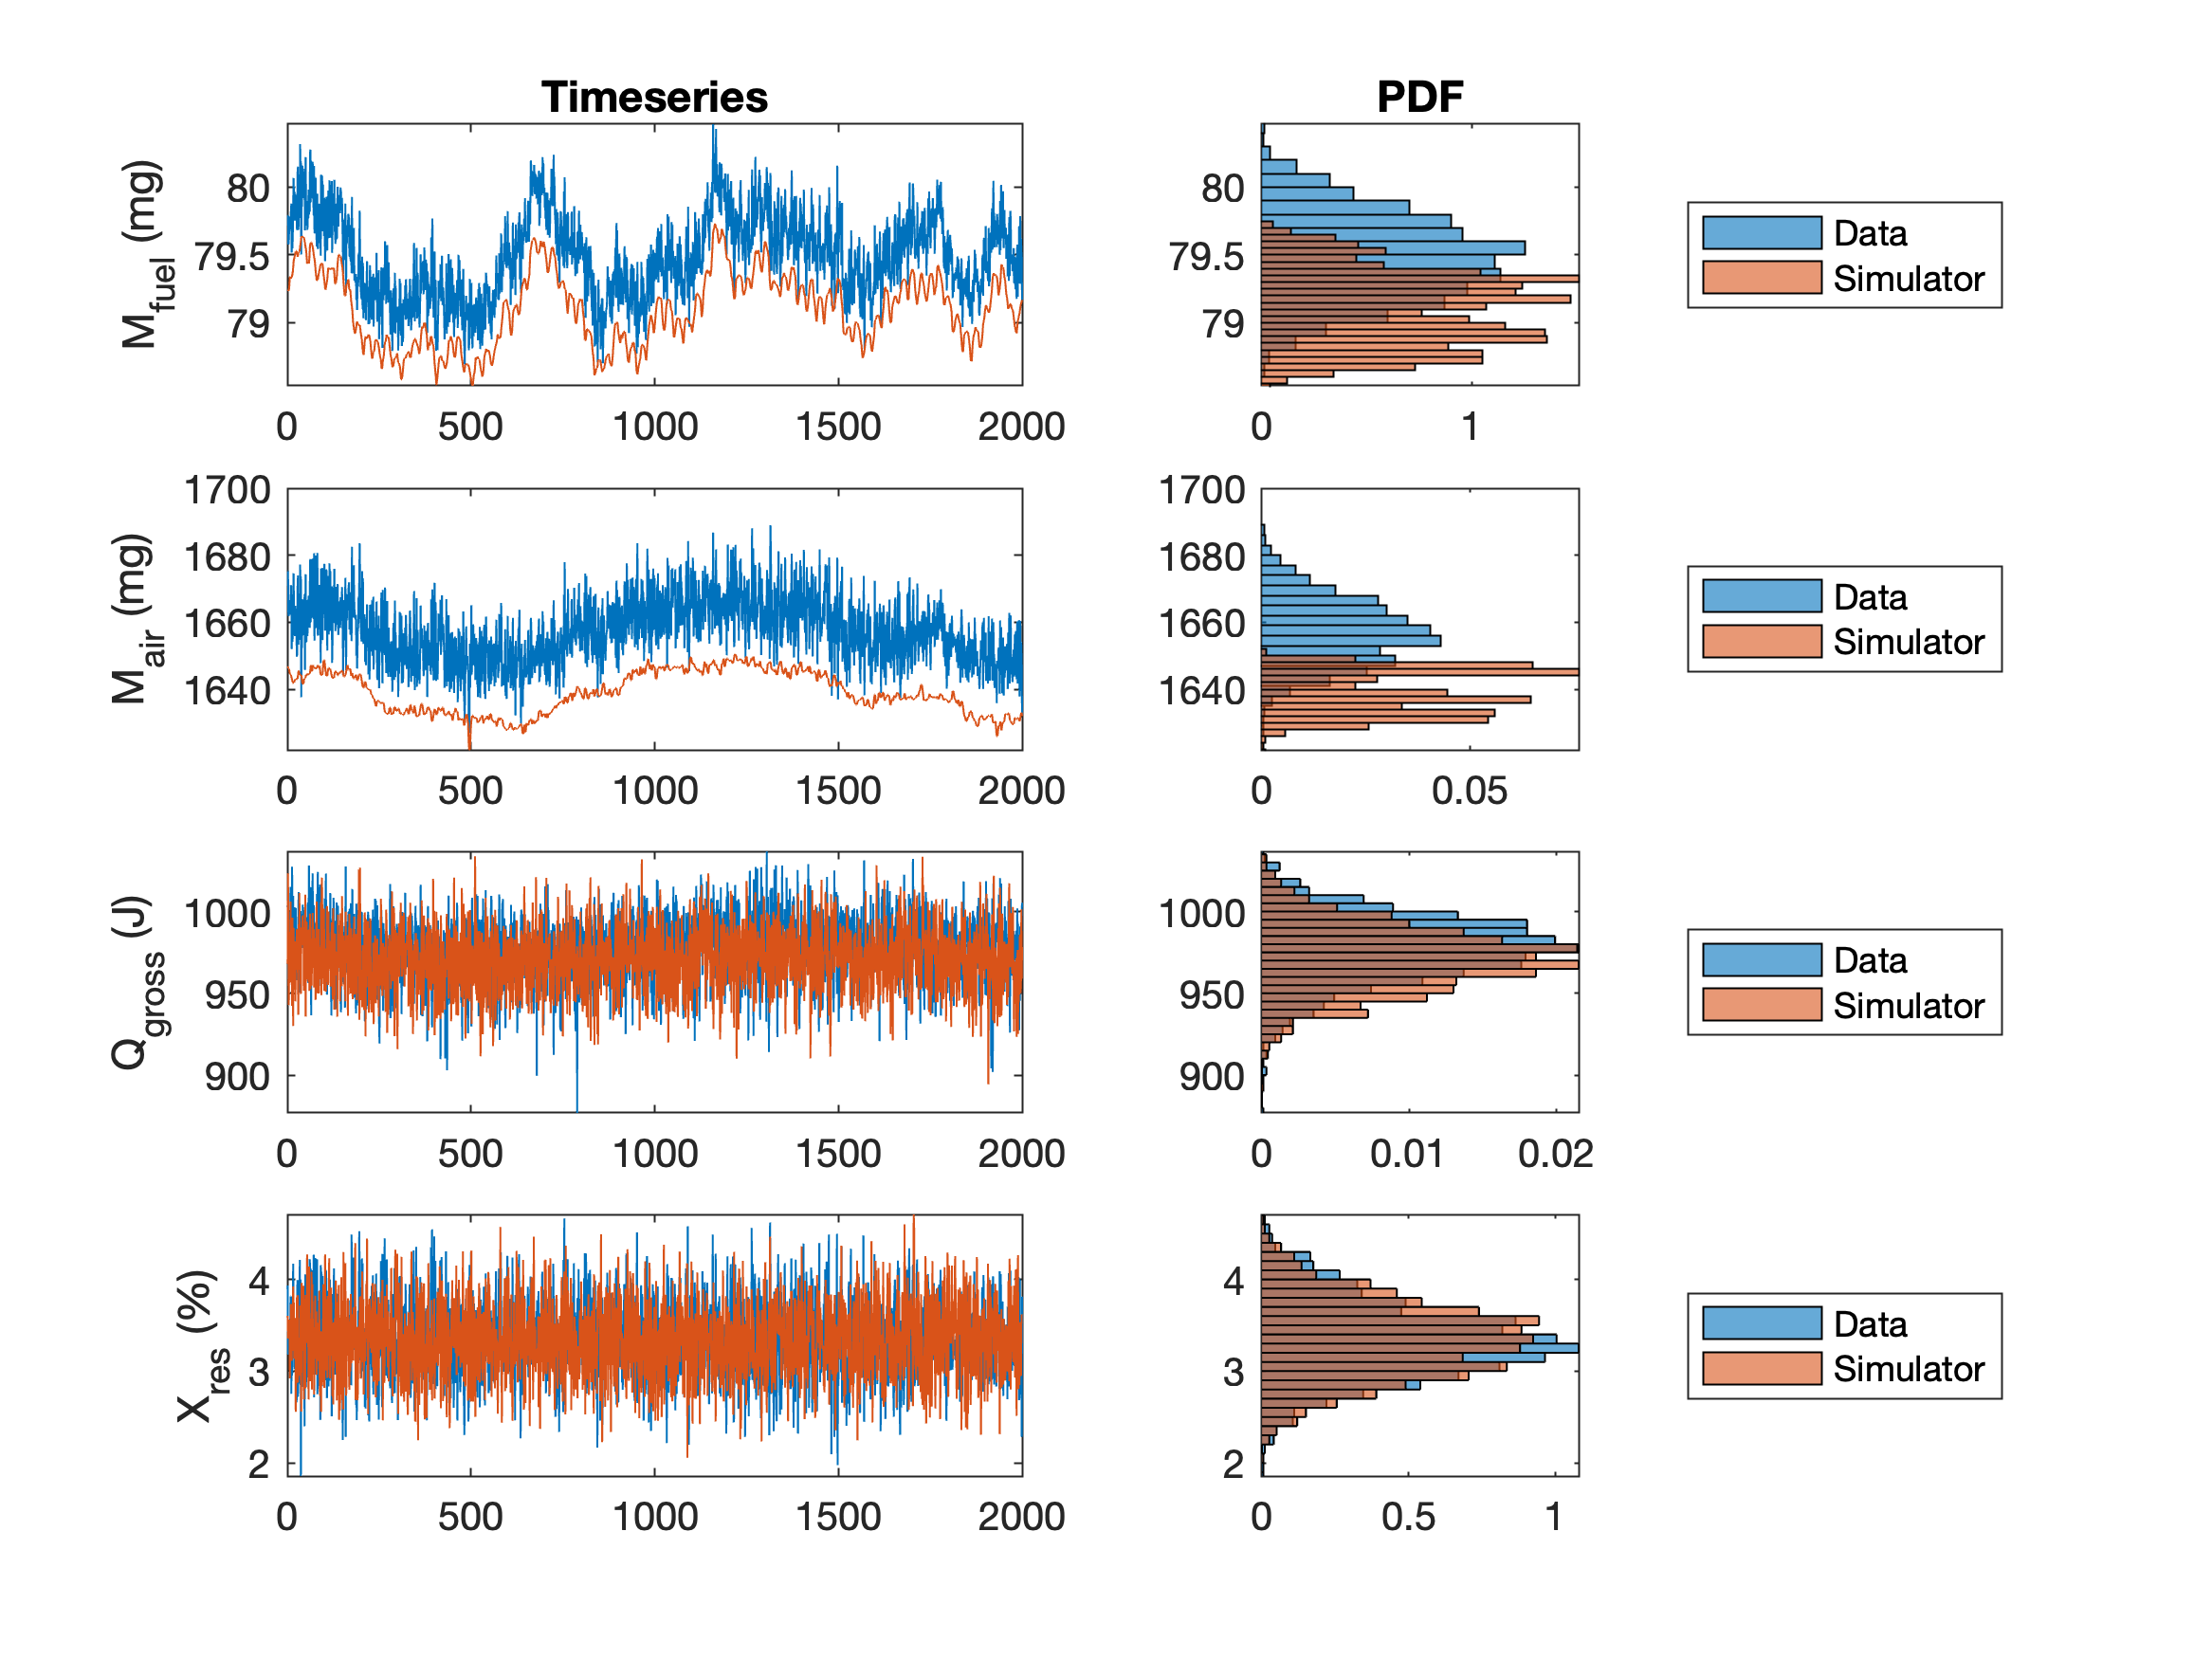 Timeseries PDF
M_fuel (mg)
80
79.5
79
0 500 1000 1500 2000
80
79.5
79
0 1
Data
Simulator
M_air (mg)
1700
1680
1660
1640
0 500 1000 1500 2000
1700
1680
1660
1640
0 0.05
Data
Simulator
Q_gross (J)
1000
950
900
0 500 1000 1500 2000
1000
950
900
0 0.01 0.02
Data
Simulator
X_res (%)
4
3
2
0 500 1000 1500 2000
4
3
2
0 0.5 1
Data
Simulator